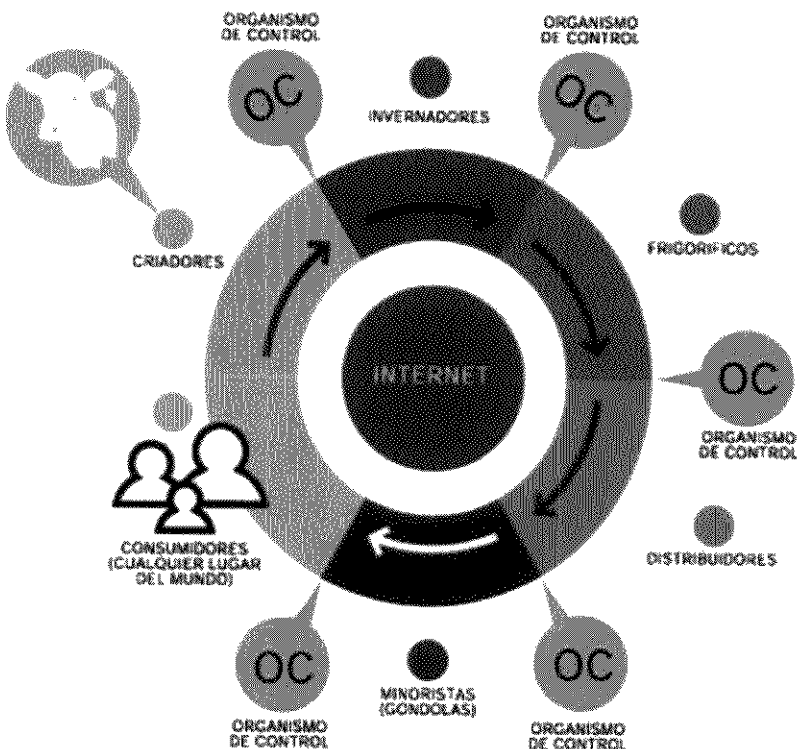 ORGANISMO
DE CONTROL
OC
INVERNADORES
ORGANISMO
DE CONTROL
OC
CRIADORES
FRIGORIFICOS
INTERNET
OC
ORGANISMO
DE CONTROL
CONSUMIDORES
(CUALQUIER LUGAR
DEL MUNDO)
DISTRIBUIDORES
OC
ORGANISMO
DE CONTROL
MINORISTAS
(GONDOLAS)
OC
ORGANISMO
DE CONTROL